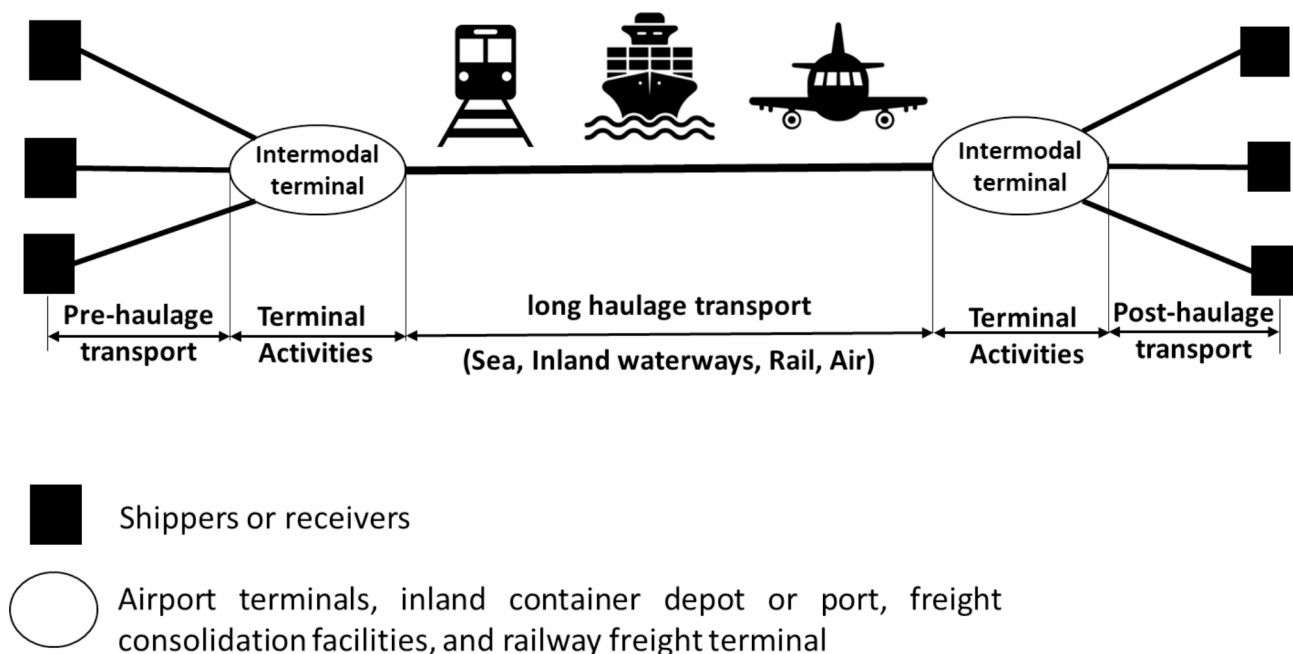 Intermodal
terminal
Intermodal
terminal
Pre-haulage
transport
Terminal
Activities
long haulage transport
(Sea, Inland waterways, Rail, Air)
Terminal
Activities
Post-haulage
transport
Shippers or receivers
Airport terminals, inland container depot or port, freight
consolidation facilities, and railway freight terminal